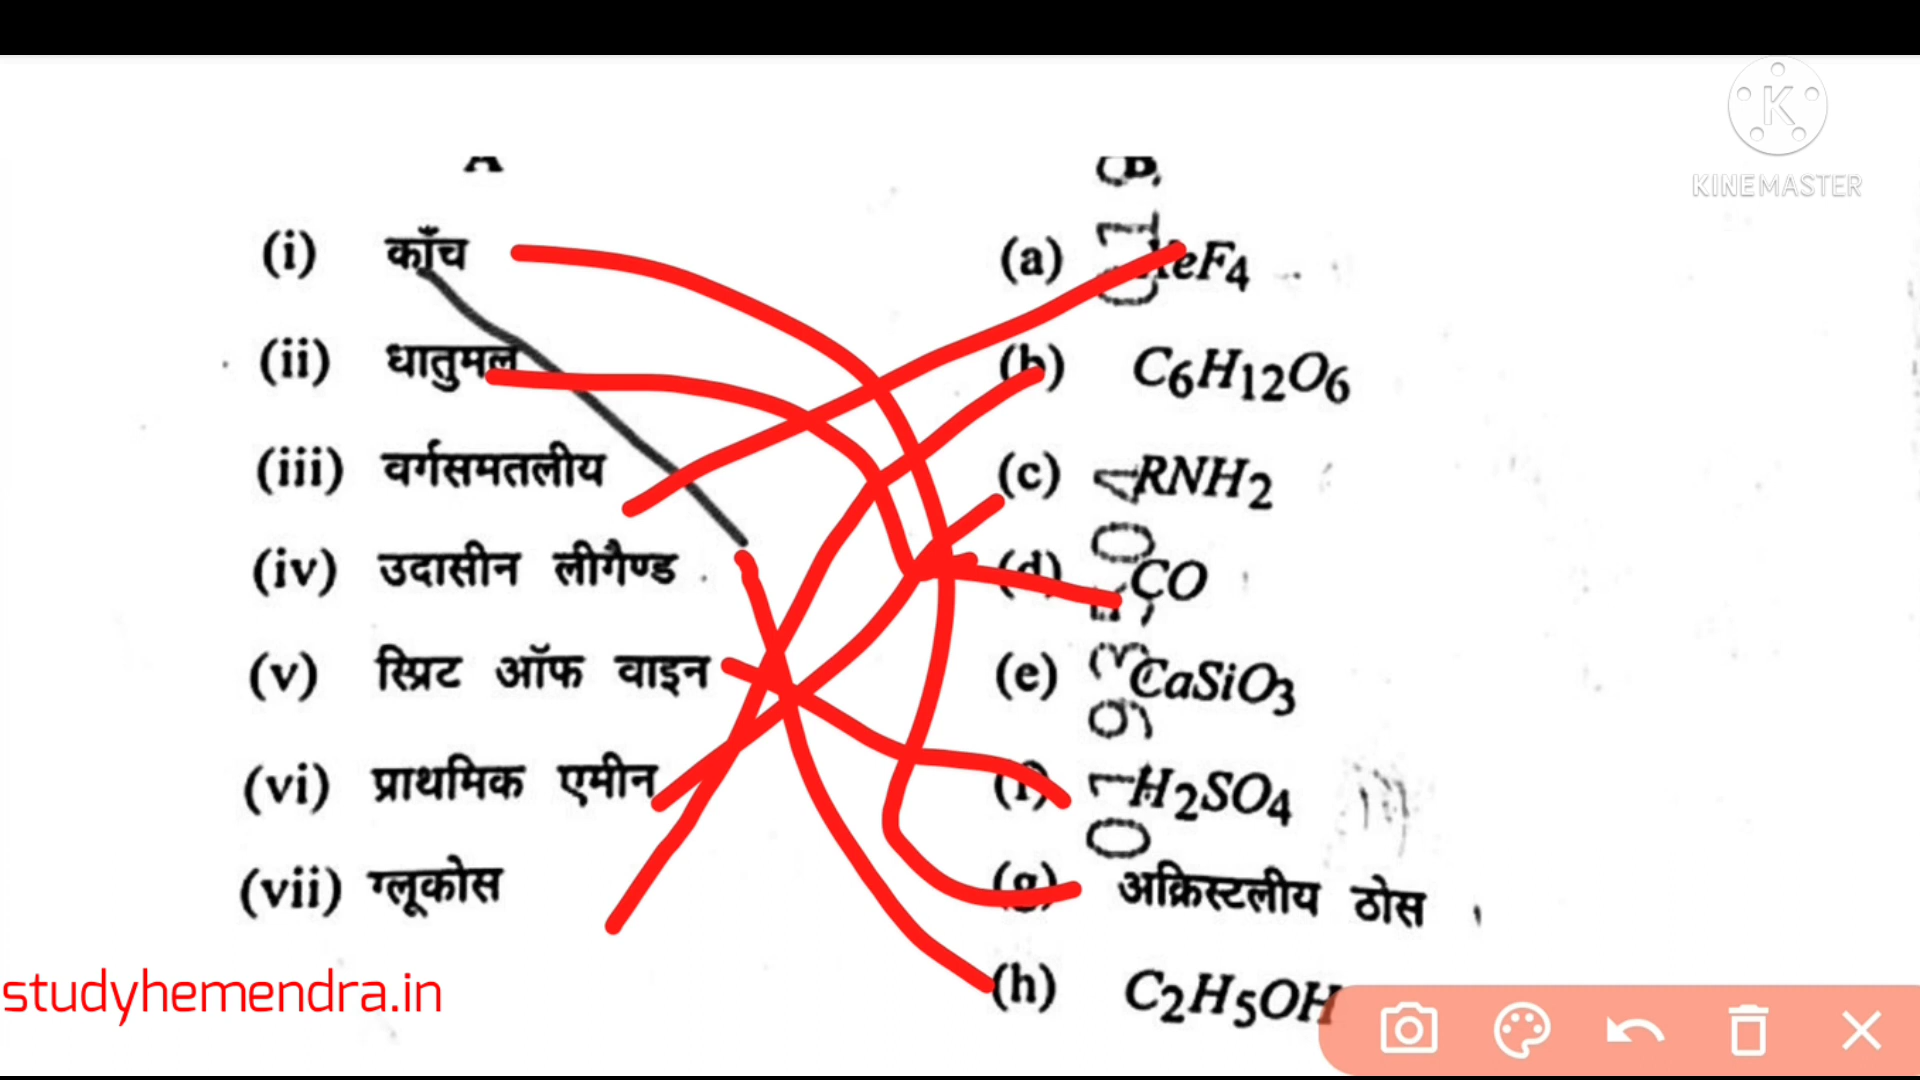 A B
KINEMASTER
(i) काँच (a) XeF4
(ii) धातुमल (b) C6H12O6
(iii) वर्गसमतलीय (c) RNH2
(iv) उदासीन लीगैण्ड (d) CO
(v) स्प्रिट ऑफ वाइन (e) CaSiO3
(vi) प्राथमिक एमीन (f) H2SO4
(vii) ग्लूकोस (g) अक्रिस्टलीय ठोस
(h) C2H5OH
studyhemendra.in